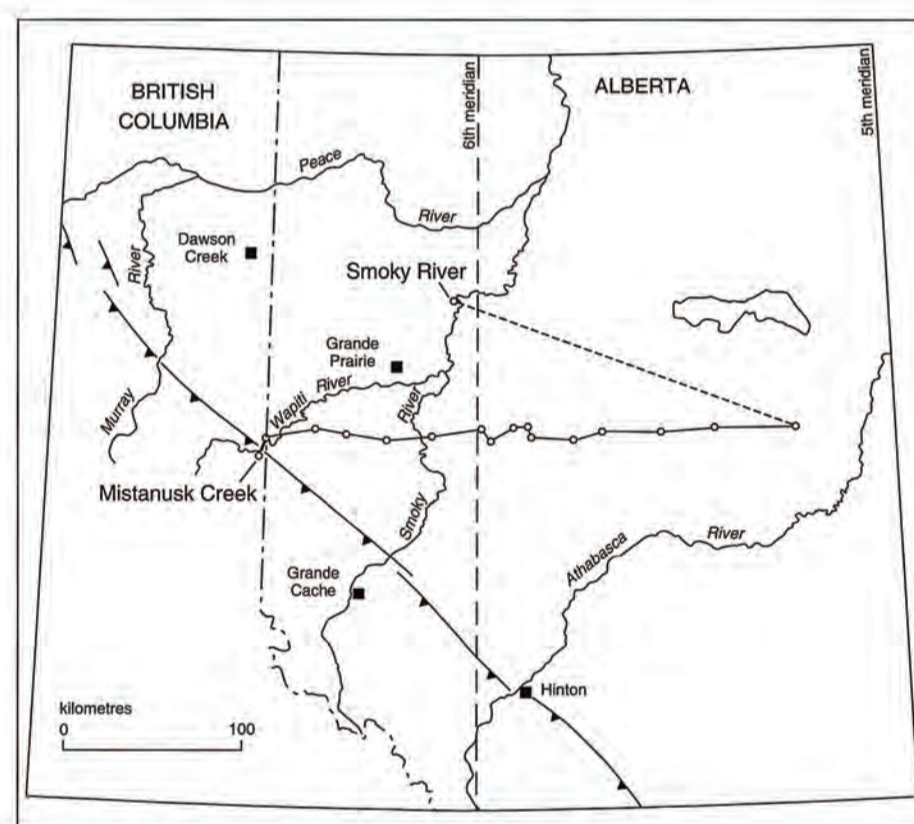 BRITISH
COLUMBIA
6th meridian
ALBERTA
5th meridian
Peace
River
River
Dawson
Creek
Smoky River
Grande
Prairie
Wapiti River
River
Murray
Mistanusk Creek
Smoky
Athabasca
River
Grande
Cache
Hinton
kilometres
0 100